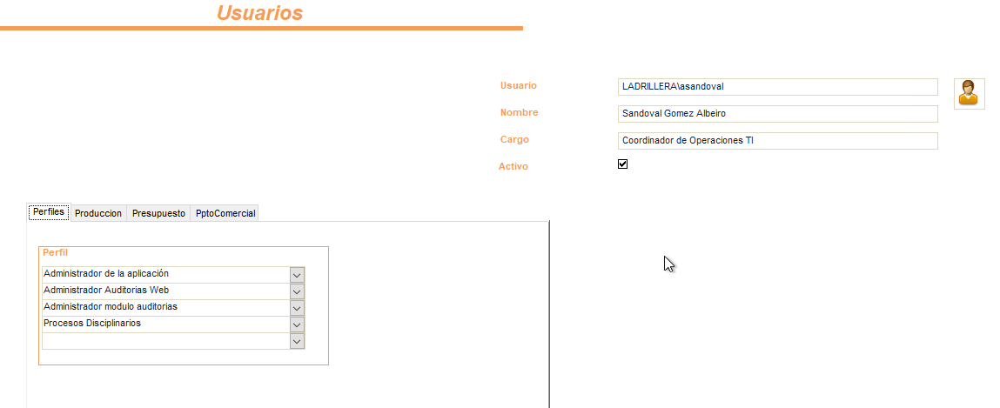 Usuarios
Usuario LADRILLERA\asandoval
Nombre Sandoval Gomez Albeiro
Cargo Coordinador de Operaciones TI
Activo
Perfiles Produccion Presupuesto PptoComercial
Perfil
Administrador de la aplicación
Administrador Auditorias Web
Administrador modulo auditorias
Procesos Disciplinarios